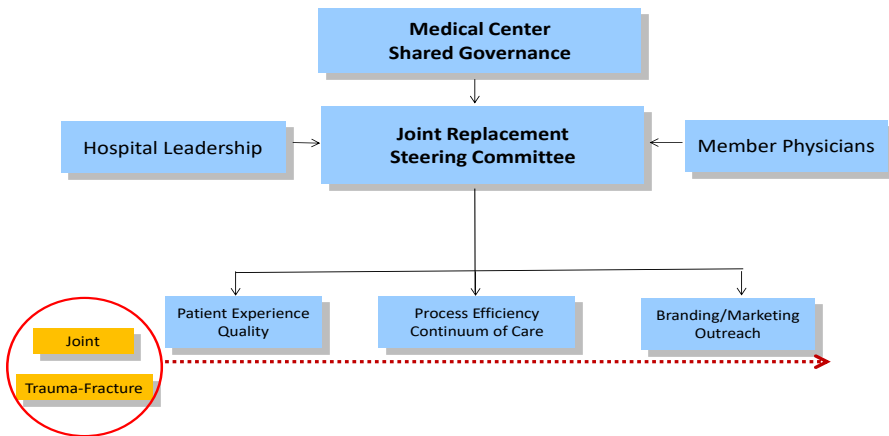 Medical Center
Shared Governance
Hospital Leadership
Joint Replacement
Steering Committee
Member Physicians
Patient Experience
Quality
Process Efficiency
Continuum of Care
Branding/Marketing
Outreach
Joint
Trauma-Fracture